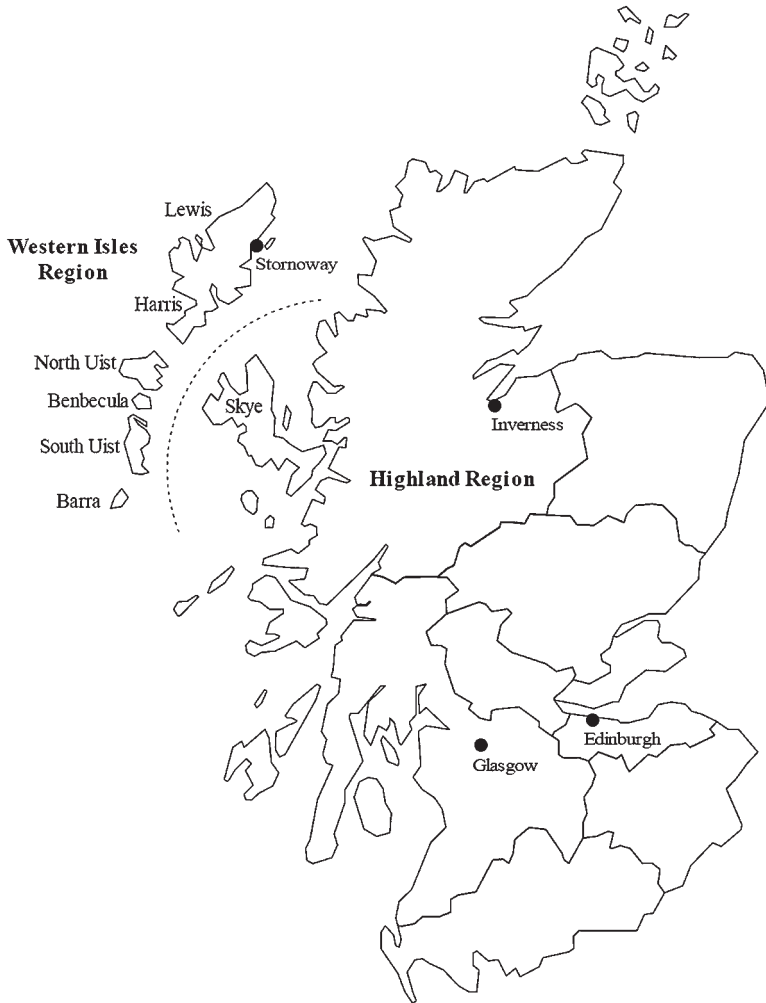 Lewis
Western Isles
Region
Stornoway
Harris
North Uist
Benbecula
Skye
South Uist
Inverness
Highland Region
Barra
Edinburgh
Glasgow